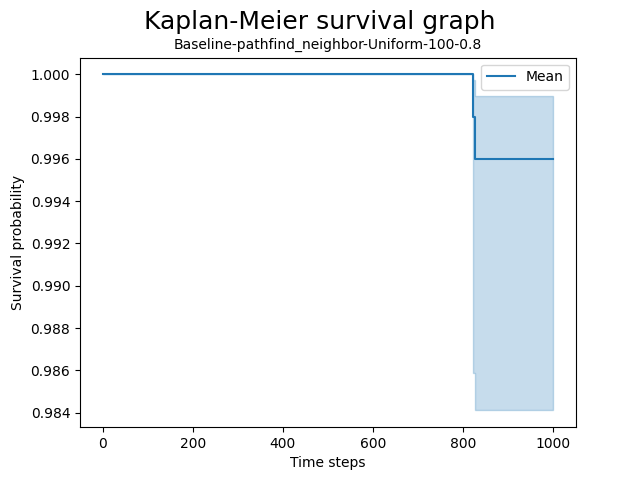 Kaplan-Meier survival graph
Baseline-pathfind_neighbor-Uniform-100-0.8
Mean
1.000
0.998
0.996
0.994
0.992
0.990
0.988
0.986
0.984
Survival probability
0 200 400 600 800 1000
Time steps